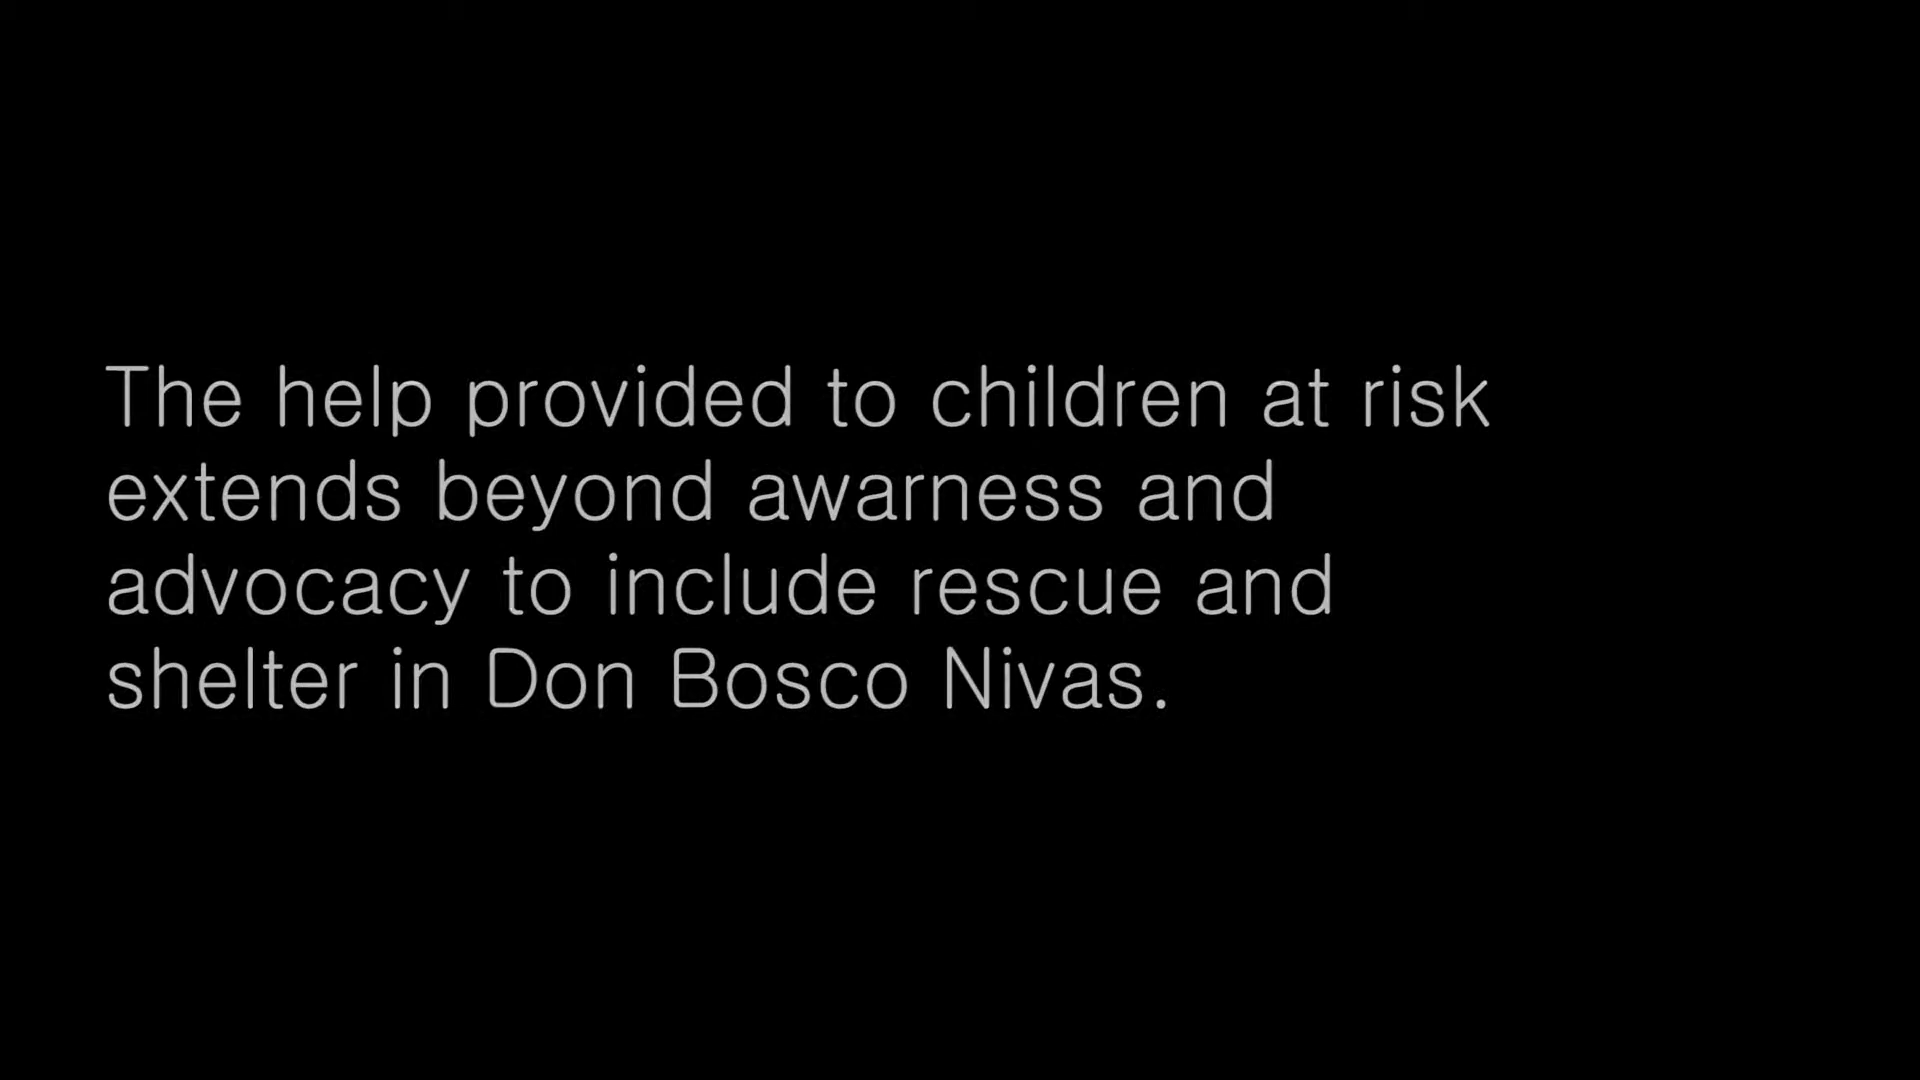 The help provided to children at risk
extends beyond awarness and
advocacy to include rescue and
shelter in Don Bosco Nivas.